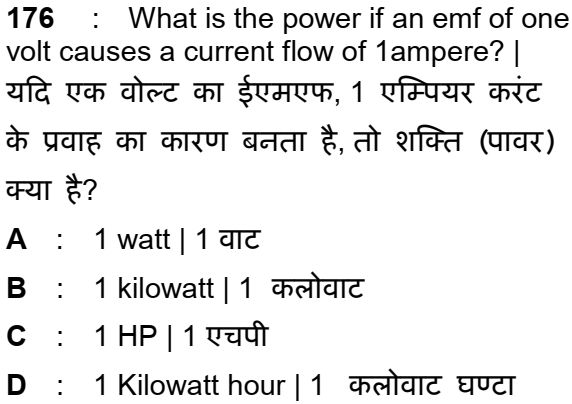 176 : What is the power if an emf of one
volt causes a current flow of 1ampere? |
यदि एक वोल्ट का ईएमएफ, 1 एम्पियर करंट
के प्रवाह का कारण बनता है, तो शक्ति (पावर)
क्या है?
A : 1 watt | 1 वाट
B : 1 kilowatt | 1 कलोवाट
C : 1 HP | 1 एचपी
D : 1 Kilowatt hour | 1 कलोवाट घण्टा